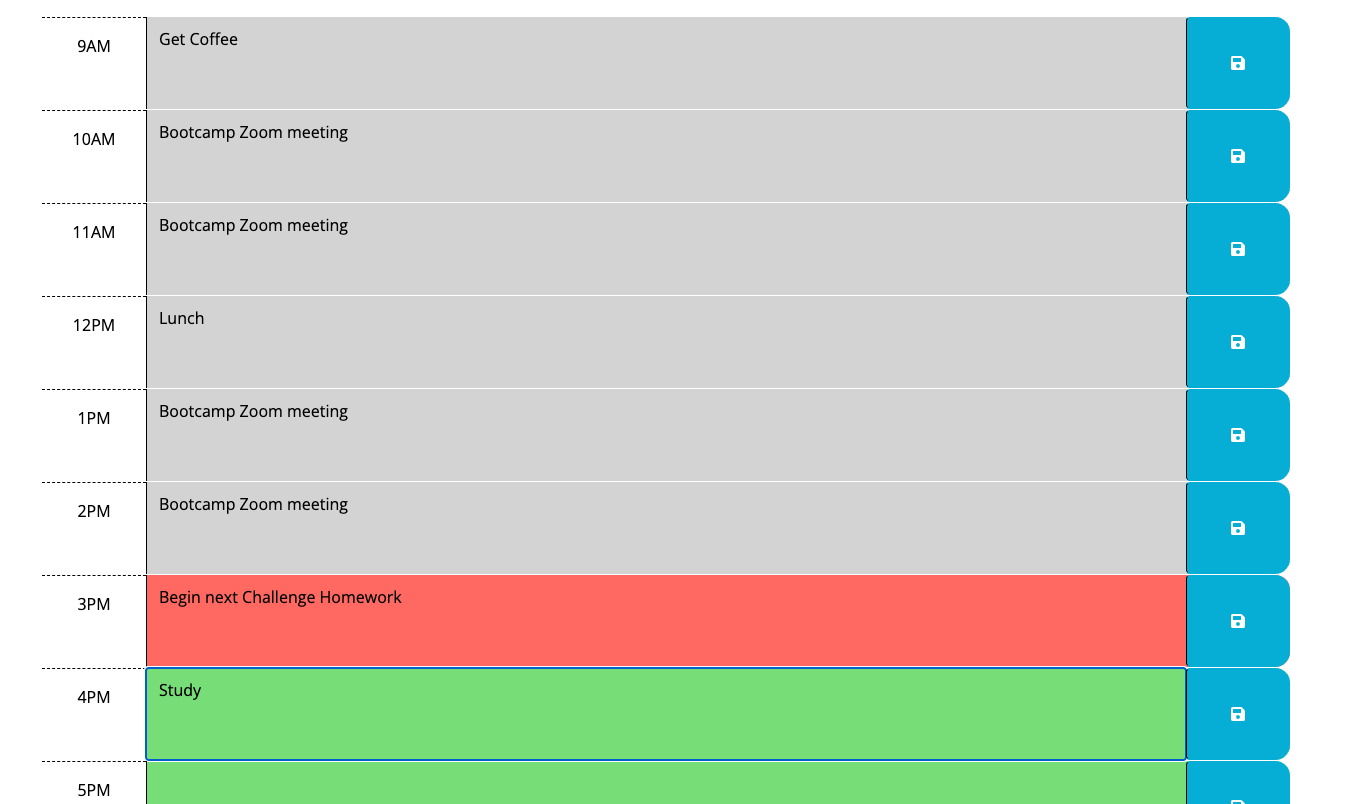 9AM
Get Coffee
10AM
Bootcamp Zoom meeting
11AM
Bootcamp Zoom meeting
12PM
Lunch
1PM
Bootcamp Zoom meeting
2PM
Bootcamp Zoom meeting
3PM
Begin next Challenge Homework
4PM
Study
5PM